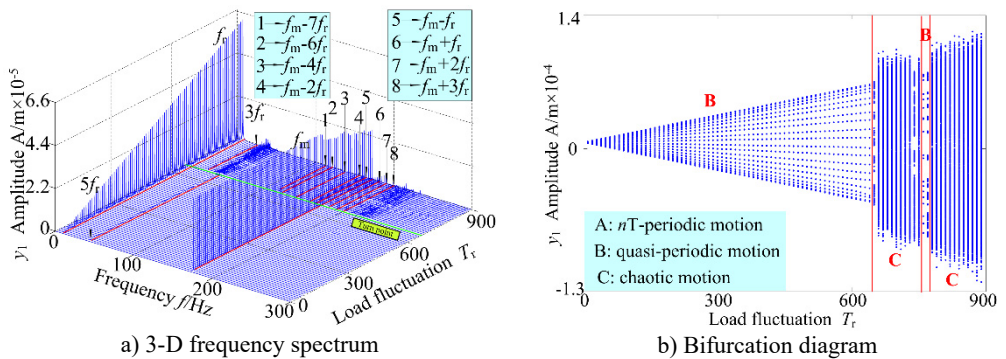 1 – fm-7fr
2 – fm-6fr
3 – fm-4fr
4 – fm-2fr
5 – fm-fr
6 – fm+fr
7 – fm+2fr
8 – fm+3fr
fr
3fr
5fr
fm
1
2
3
4
5
6
7
8
y1 Amplitude A/m×10-5
6.6
4.4
2.2
0
0
100
200
300
Frequency f/Hz
0
300
600
900
Load fluctuation Tr
Turn point
a) 3-D frequency spectrum
y1 Amplitude A/m×10-4
1.4
0
-1.3
B
B
C
C
A: nT-periodic motion
B: quasi-periodic motion
C: chaotic motion
0
300
600
900
Load fluctuation Tr
b) Bifurcation diagram